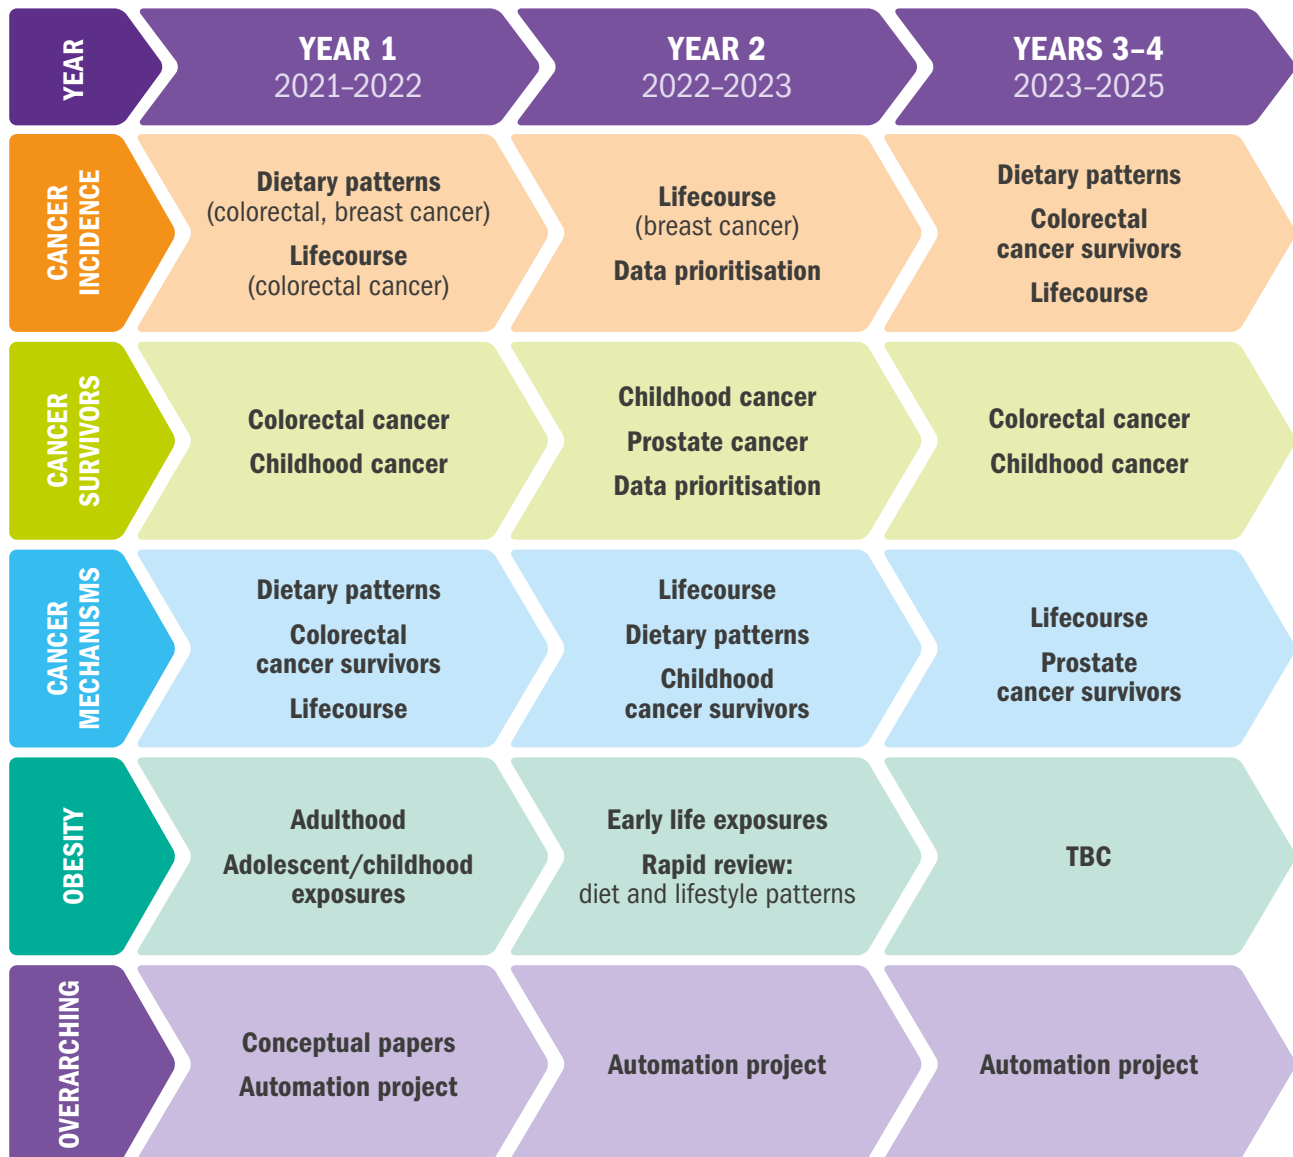 YEAR
YEAR 1
2021–2022
YEAR 2
2022–2023
YEARS 3–4
2023–2025
CANCER
INCIDENCE
Dietary patterns
(colorectal, breast cancer)
Lifecourse
(colorectal cancer)
Lifecourse
(breast cancer)
Data prioritisation
Dietary patterns
Colorectal
cancer survivors
Lifecourse
CANCER
SURVIVORS
Colorectal cancer
Childhood cancer
Childhood cancer
Prostate cancer
Data prioritisation
Colorectal cancer
Childhood cancer
CANCER
MECHANISMS
Dietary patterns
Colorectal
cancer survivors
Lifecourse
Lifecourse
Dietary patterns
Childhood
cancer survivors
Lifecourse
Prostate
cancer survivors
OBESITY
Adulthood
Adolescent/childhood
exposures
Early life exposures
Rapid review:
diet and lifestyle patterns
TBC
OVERARCHING
Conceptual papers
Automation project
Automation project
Automation project